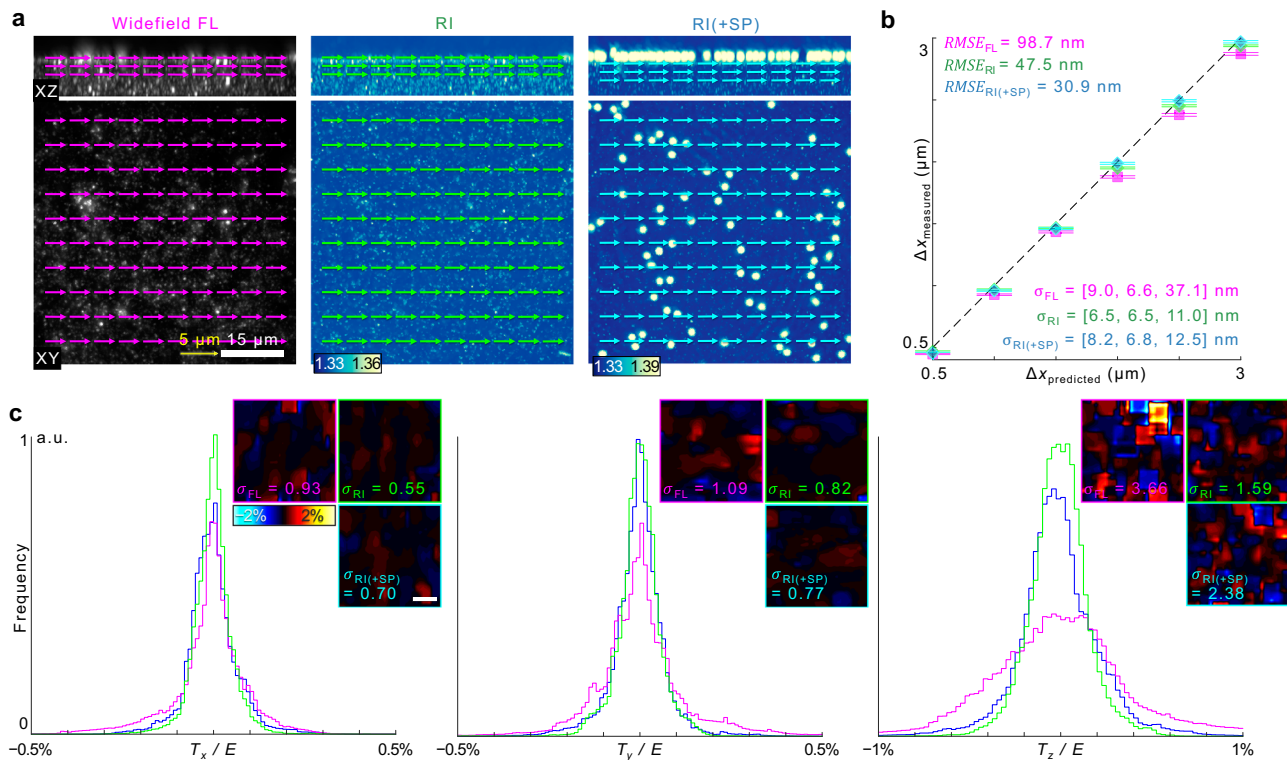 a
Widefield FL
RI
RI(+SP)
XZ
XY
5 μm
15 μm
1.33
1.36
1.33
1.39
b
3
RMSE_FL = 98.7 nm
RMSE_RI = 47.5 nm
RMSE_RI(+SP) = 30.9 nm
Δx_measured (μm)
σ_FL = [9.0, 6.6, 37.1] nm
σ_RI = [6.5, 6.5, 11.0] nm
σ_RI(+SP) = [8.2, 6.8, 12.5] nm
0.5
0.5
Δx_predicted (μm)
3
c
1
a.u.
Frequency
0
σ_FL = 0.93
σ_RI = 0.55
−2%
2%
σ_RI(+SP)
= 0.70
−0.5%
T_x / E
0.5%
σ_FL = 1.09
σ_RI = 0.82
σ_RI(+SP)
= 0.77
−0.5%
T_y / E
0.5%
σ_FL = 3.66
σ_RI = 1.59
σ_RI(+SP)
= 2.38
−1%
T_z / E
1%